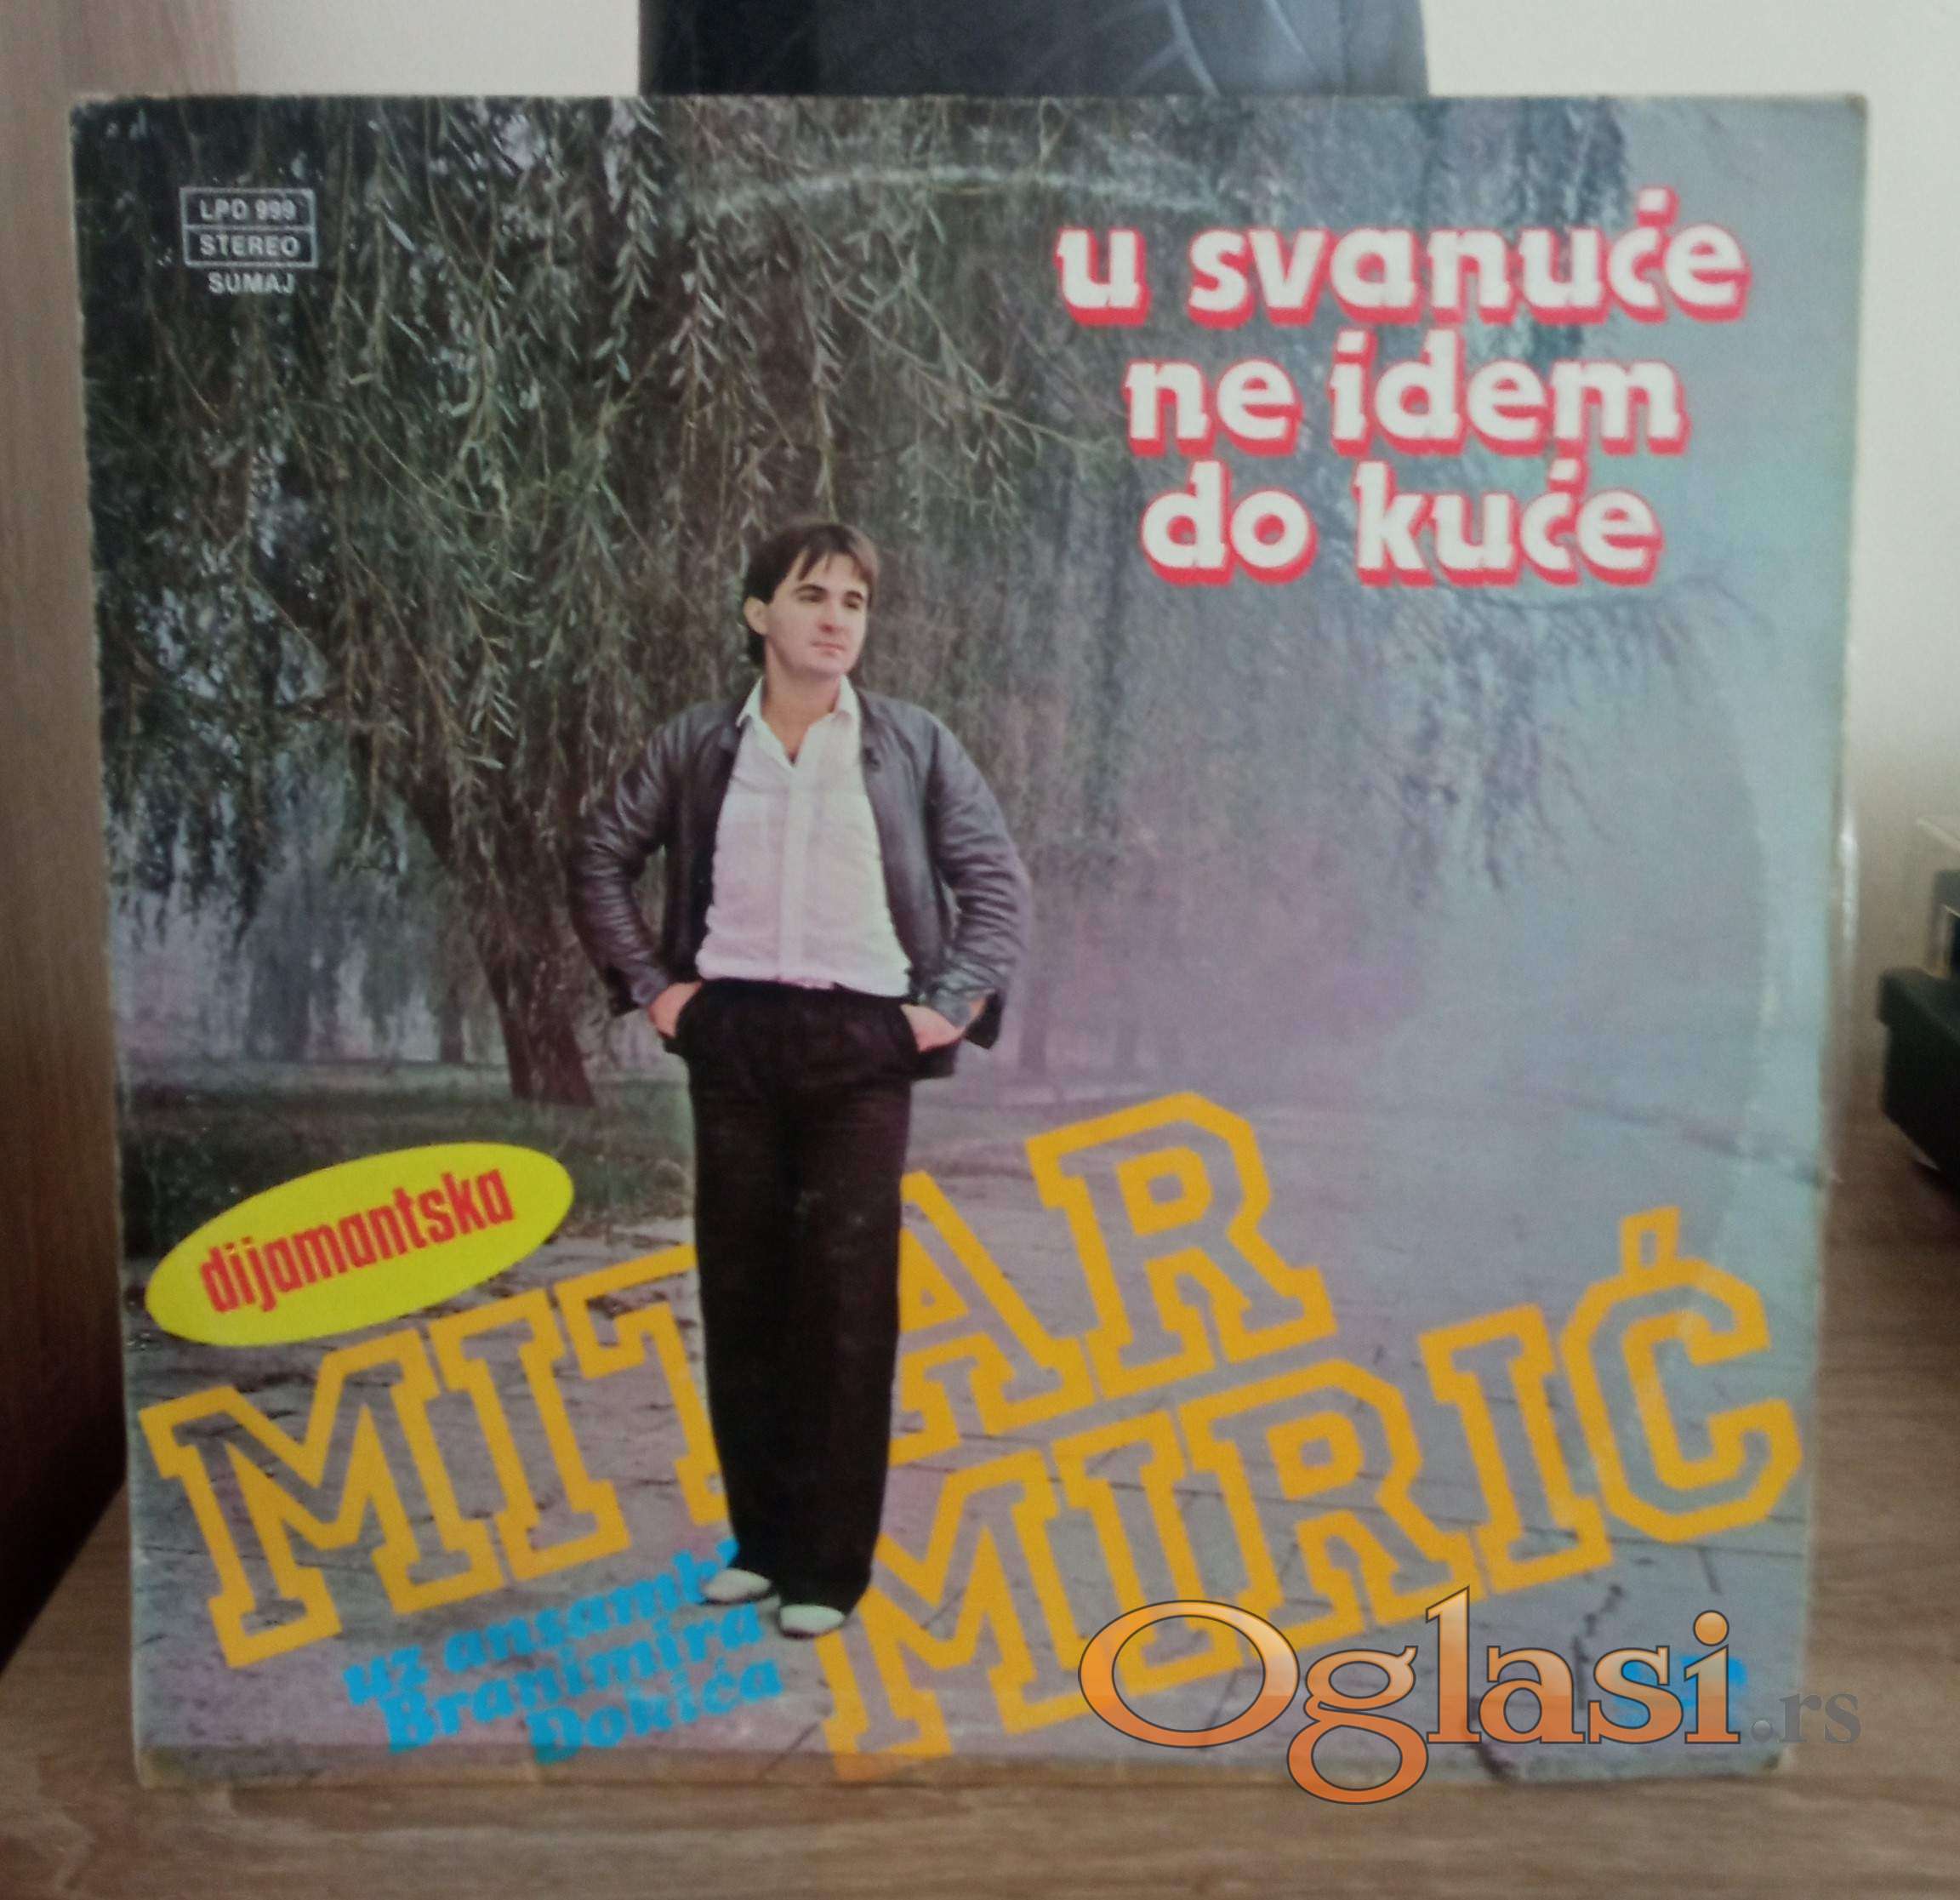 LPD 999
STEREO
SUMAJ
u svanuće
ne idem
do kuće
dijamantska
MITAR
MIRIĆ
uz ansambl
Branimira
Đokića
Oglasi.rs